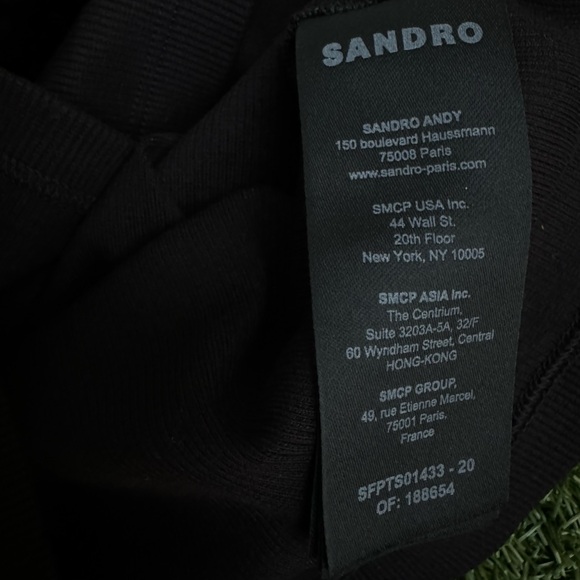 SANDRO
SANDRO ANDY
150 boulevard Haussmann
75008 Paris
www.sandro-paris.com
SMCP USA Inc.
44 Wall St.
20th Floor
New York, NY 10005
SMCP ASIA Inc.
The Centrium,
Suite 3203A-5A, 32/F
60 Wyndham Street, Central
HONG-KONG
SMCP GROUP,
49, rue Etienne Marcel,
75001 Paris,
France
SFPTS01433 - 20
OF: 188654